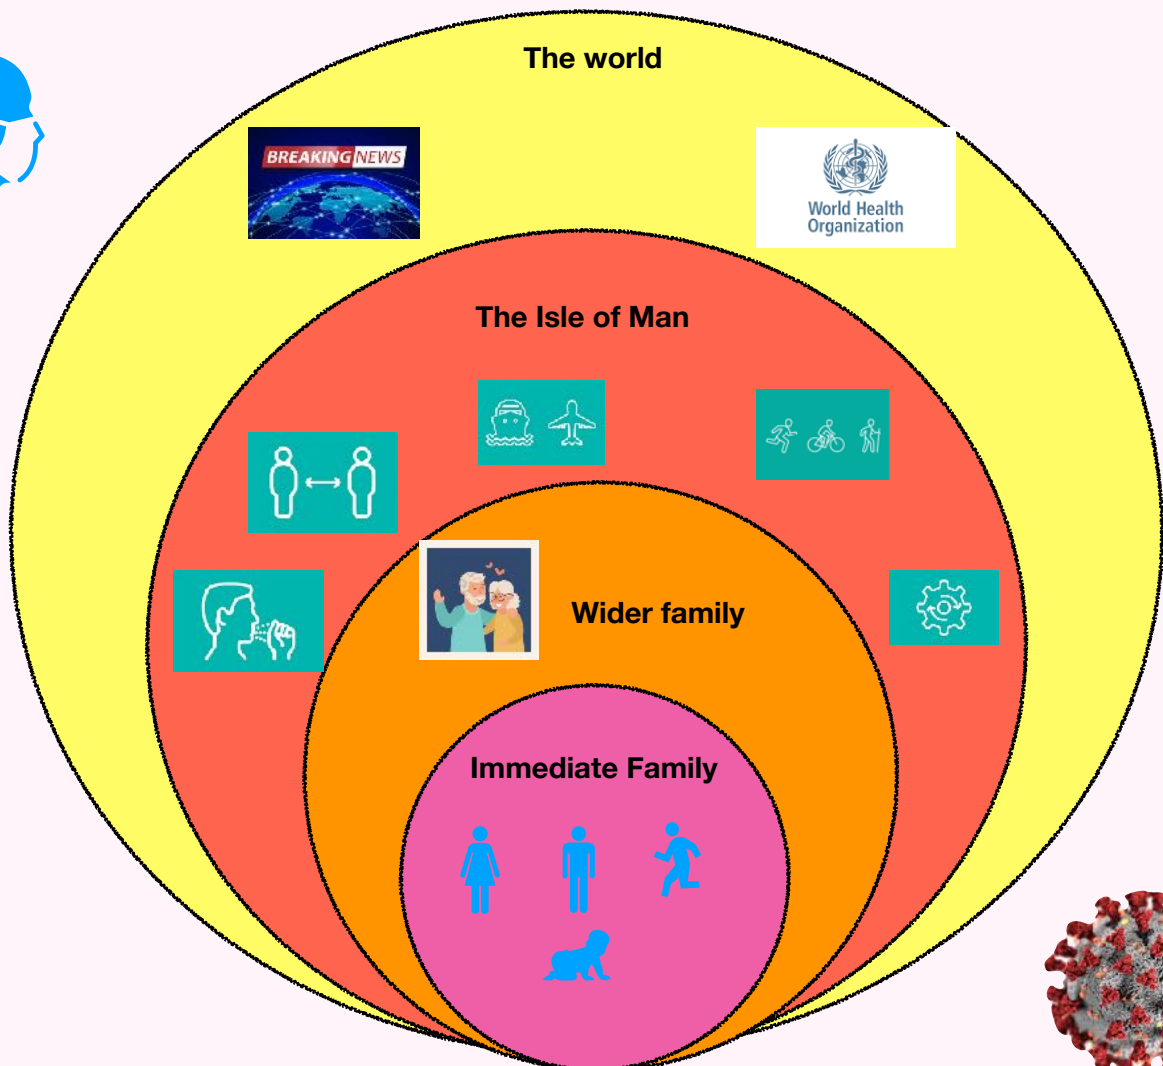 The world
BREAKING NEWS
World Health
Organization
The Isle of Man
Wider family
Immediate Family